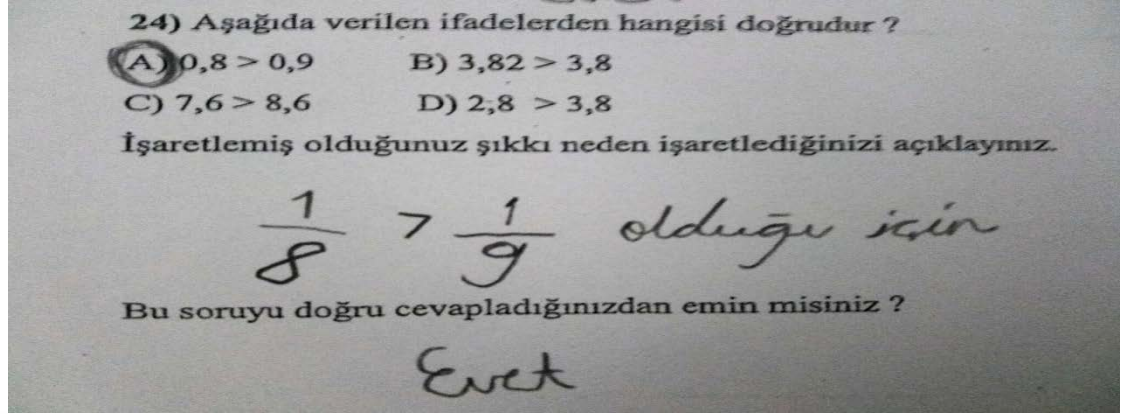 24) Aşağıda verilen ifadelerden hangisi doğrudur ?
A) 0,8 > 0,9 B) 3,82 > 3,8
C) 7,6 > 8,6 D) 2,8 > 3,8
İşaretlemiş olduğunuz şıkkı neden işaretlediğinizi açıklayınız.
1/8 > 1/9 olduğu için
Bu soruyu doğru cevapladığınızdan emin misiniz ?
Evet